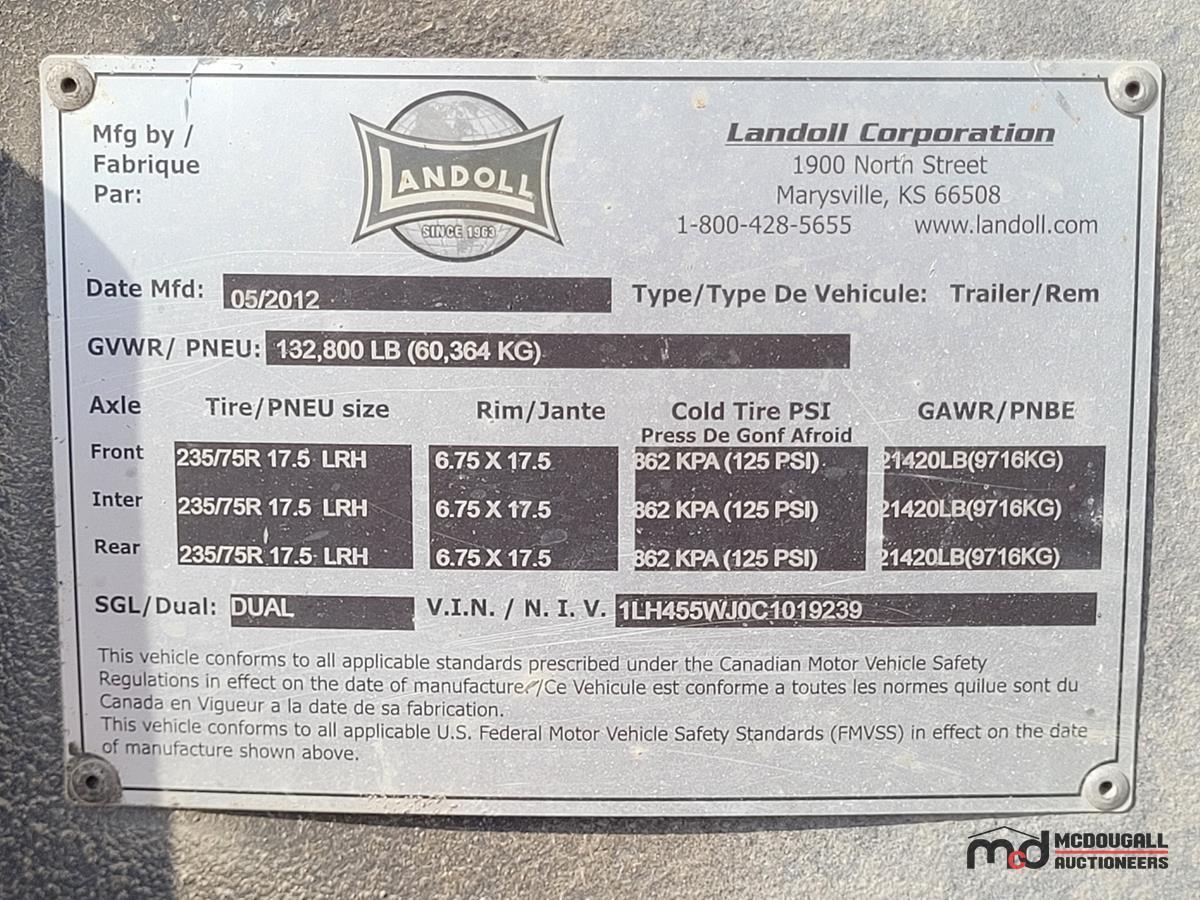 Mfg by /
Fabrique
Par:
LANDOLL
SINCE 1963
Landoll Corporation
1900 North Street
Marysville, KS 66508
1-800-428-5655 www.landoll.com
Date Mfd: 05/2012 Type/Type De Vehicule: Trailer/Rem
GVWR/ PNEU: 132,800 LB (60,364 KG)
Axle Tire/PNEU size Rim/Jante Cold Tire PSI GAWR/PNBE
Press De Gonf Afroid
Front 235/75R 17.5 LRH 6.75 X 17.5 862 KPA (125 PSI) 21420LB(9716KG)
Inter 235/75R 17.5 LRH 6.75 X 17.5 862 KPA (125 PSI) 21420LB(9716KG)
Rear 235/75R 17.5 LRH 6.75 X 17.5 862 KPA (125 PSI) 21420LB(9716KG)
SGL/Dual: DUAL V.I.N. / N. I. V. 1LH455WJ0C1019239
This vehicle conforms to all applicable standards prescribed under the Canadian Motor Vehicle Safety
Regulations in effect on the date of manufacture./Ce Vehicule est conforme a toutes les normes quilue sont du
Canada en Vigueur a la date de sa fabrication.
This vehicle conforms to all applicable U.S. Federal Motor Vehicle Safety Standards (FMVSS) in effect on the date
of manufacture shown above.
mcd MCDOUGALL
AUCTIONEERS